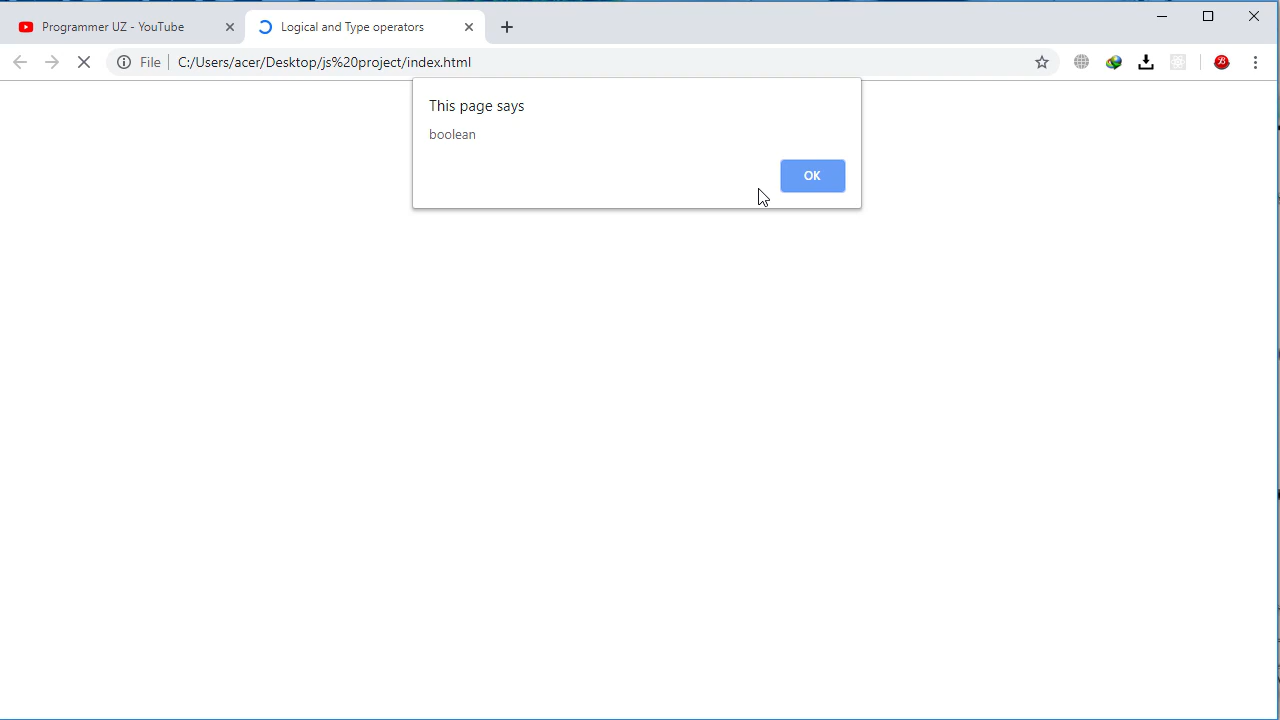 Programmer UZ - YouTube
Logical and Type operators
File
C:/Users/acer/Desktop/js%20project/index.html
This page says
boolean
OK